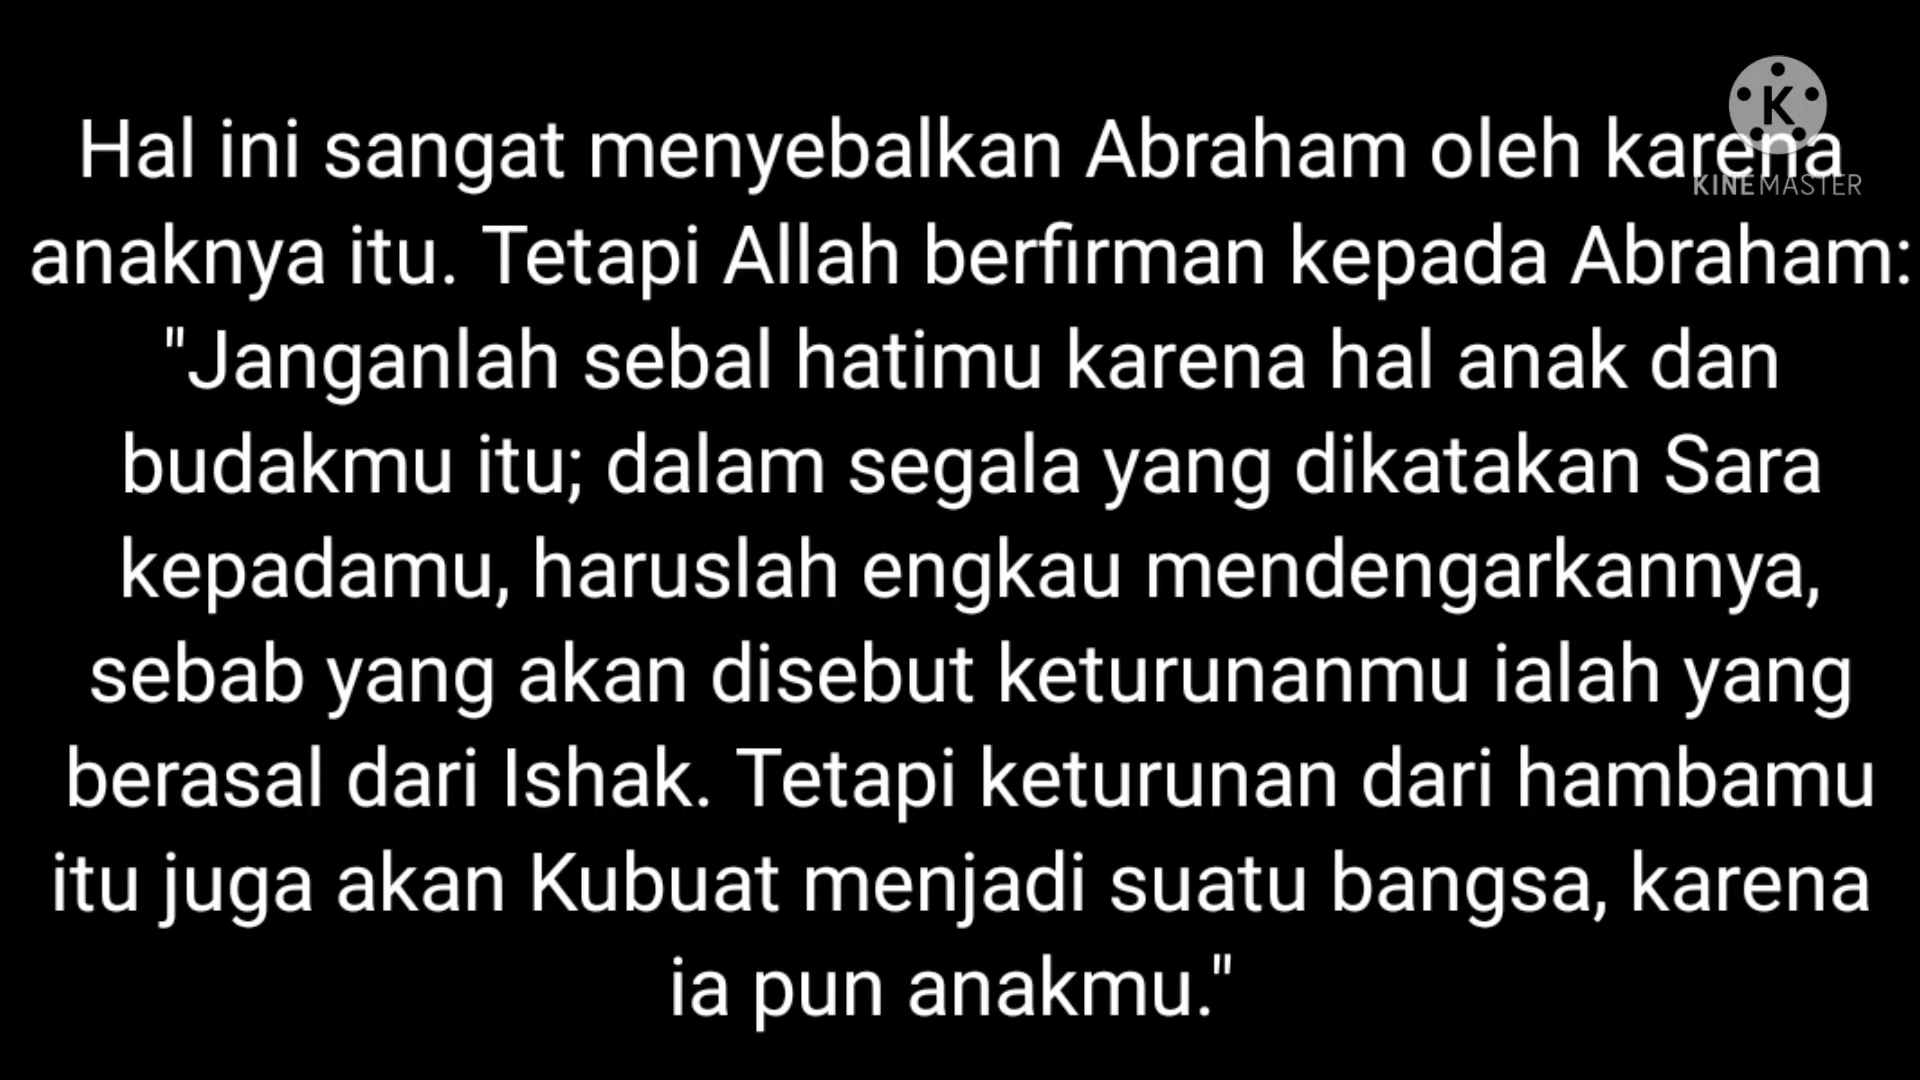 Hal ini sangat menyebalkan Abraham oleh karena
anaknya itu. Tetapi Allah berfirman kepada Abraham:
"Janganlah sebal hatimu karena hal anak dan
budakmu itu; dalam segala yang dikatakan Sara
kepadamu, haruslah engkau mendengarkannya,
sebab yang akan disebut keturunanmu ialah yang
berasal dari Ishak. Tetapi keturunan dari hambamu
itu juga akan Kubuat menjadi suatu bangsa, karena
ia pun anakmu."
K
KINEMASTER